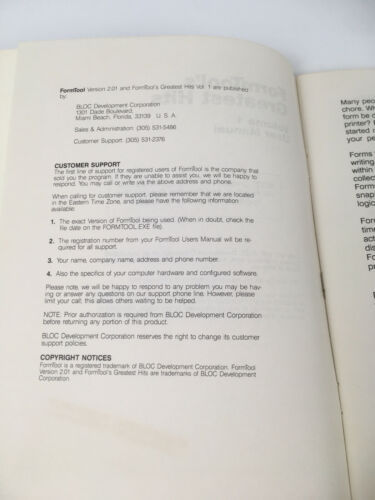 FormTool Version 2.01 and FormTool's Greatest Hits Vol. 1 are published
by:
BLOC Development Corporation
1301 Dade Boulevard,
Miami Beach, Florida, 33139 U. S. A.
Sales & Administration: (305) 531-5486
Customer Support: (305) 531-2376
CUSTOMER SUPPORT
The first line of support for registered users of FormTool is the company that
sold you the program. If they are unable to assist you, we will be happy to
respond. You may call or write via the above address and phone.
When calling for customer support, please remember that we are located
in the Eastern Time Zone, and please have the following information
available:
1. The exact Version of FormTool being used. (When in doubt, check the
file date on the FORMTOOL.EXE file).
2. The registration number from your FormTool Users Manual will be re-
quired for all support.
3. Your name, company name, address and phone number.
4. Also the specifics of your computer hardware and configured software.
Please note, we will be happy to respond to any problem you may be hav-
ing or answer any questions on our support phone line. However, please
limit your call; this allows others waiting to be helped.
NOTE: Prior authorization is required from BLOC Development Corporation
before returning any portion of this product.
BLOC Development Corporation reserves the right to change its customer
support policies.
COPYRIGHT NOTICES
FormTool is a registered trademark of BLOC Development Corporation. FormTool
Version 2.01 and FormTool's Greatest Hits are trademarks of BLOC Development
Corporation
Many peo
chore. W
form be c
printer?
started i
your pe
Forms
writing
within
collec
Form
snap
logic
Fo
time
act
dis
Fo
p